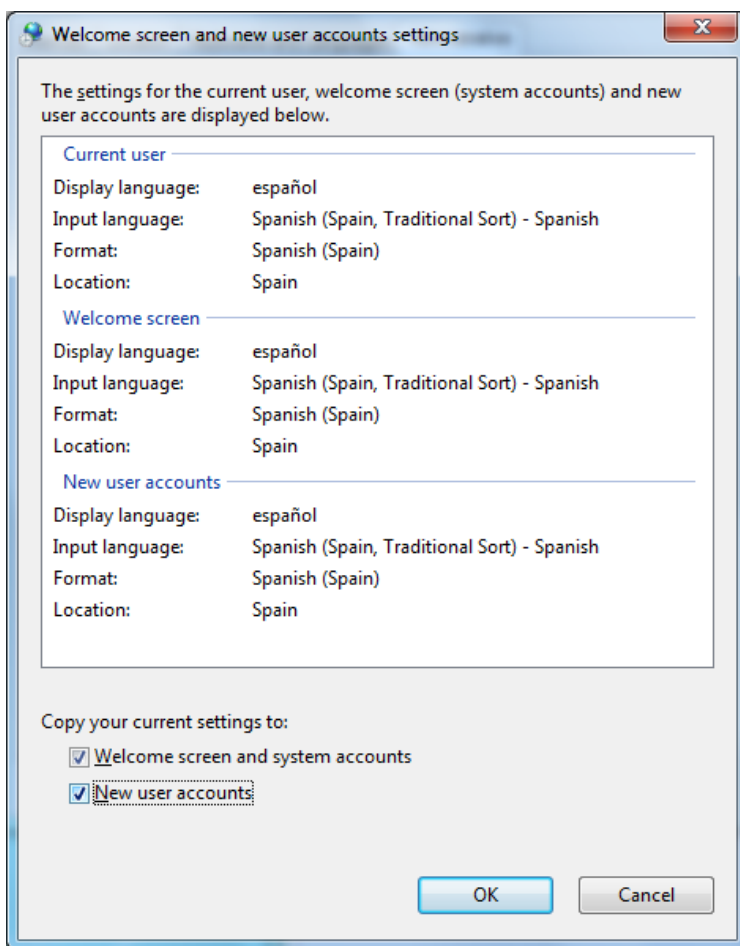 Welcome screen and new user accounts settings
The settings for the current user, welcome screen (system accounts) and new
user accounts are displayed below.
Current user
Display language: español
Input language: Spanish (Spain, Traditional Sort) - Spanish
Format: Spanish (Spain)
Location: Spain
Welcome screen
Display language: español
Input language: Spanish (Spain, Traditional Sort) - Spanish
Format: Spanish (Spain)
Location: Spain
New user accounts
Display language: español
Input language: Spanish (Spain, Traditional Sort) - Spanish
Format: Spanish (Spain)
Location: Spain
Copy your current settings to:
Welcome screen and system accounts
New user accounts
OK Cancel